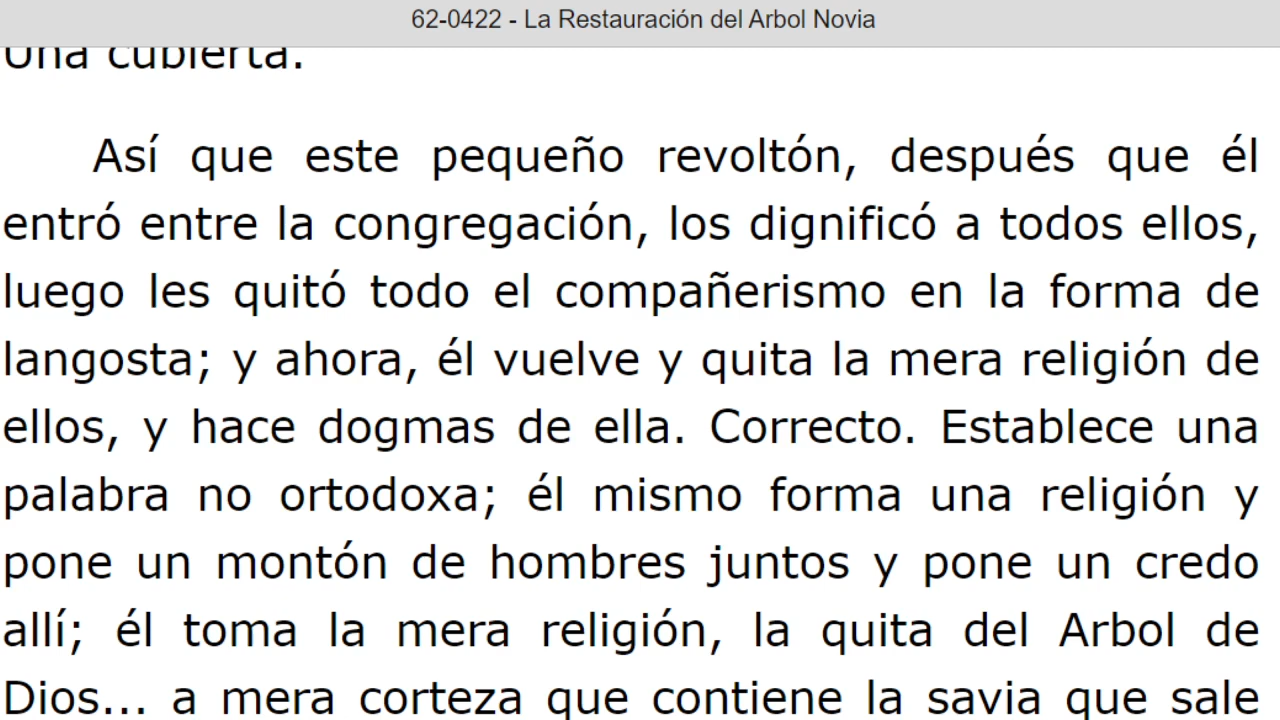 62-0422 - La Restauración del Arbol Novia
Una cubierta.
Así que este pequeño revoltón, después que él
entró entre la congregación, los dignificó a todos ellos,
luego les quitó todo el compañerismo en la forma de
langosta; y ahora, él vuelve y quita la mera religión de
ellos, y hace dogmas de ella. Correcto. Establece una
palabra no ortodoxa; él mismo forma una religión y
pone un montón de hombres juntos y pone un credo
allí; él toma la mera religión, la quita del Arbol de
Dios... a mera corteza que contiene la savia que sale